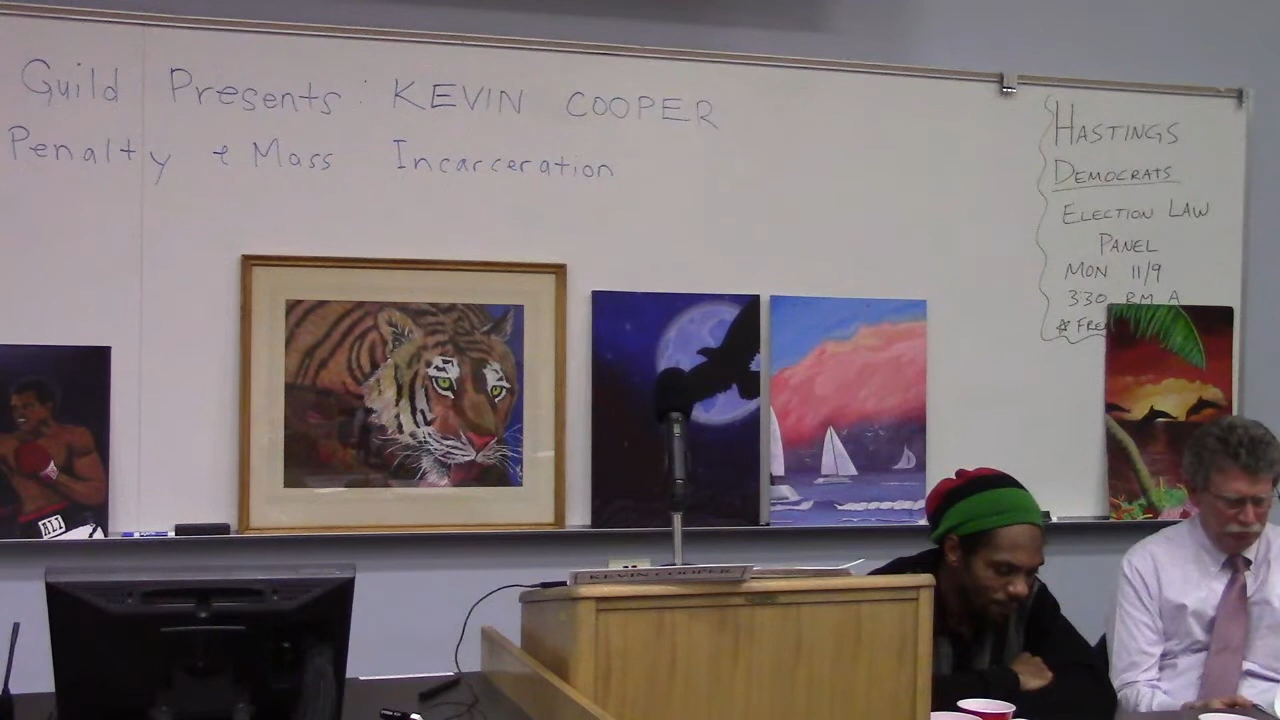 Guild Presents: KEVIN COOPER
Penalty & Mass Incarceration
HASTINGS
DEMOCRATS
ELECTION LAW
PANEL
MON 11/9
3:30 RM A
ALI
KEVIN COOPER